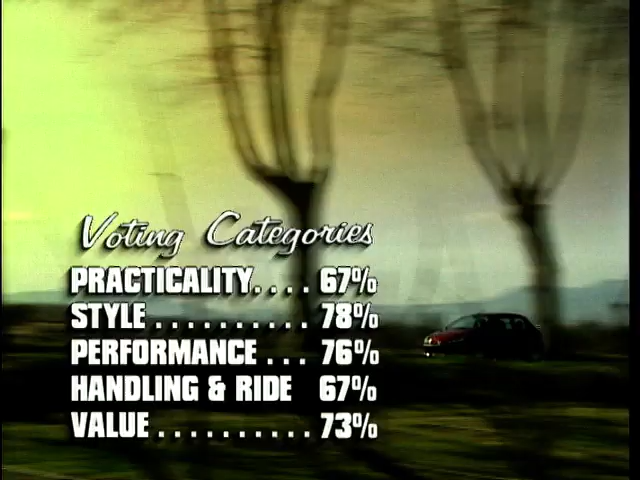 Voting Categories
PRACTICALITY.... 67%
STYLE.......... 78%
PERFORMANCE... 76%
HANDLING & RIDE 67%
VALUE.......... 73%